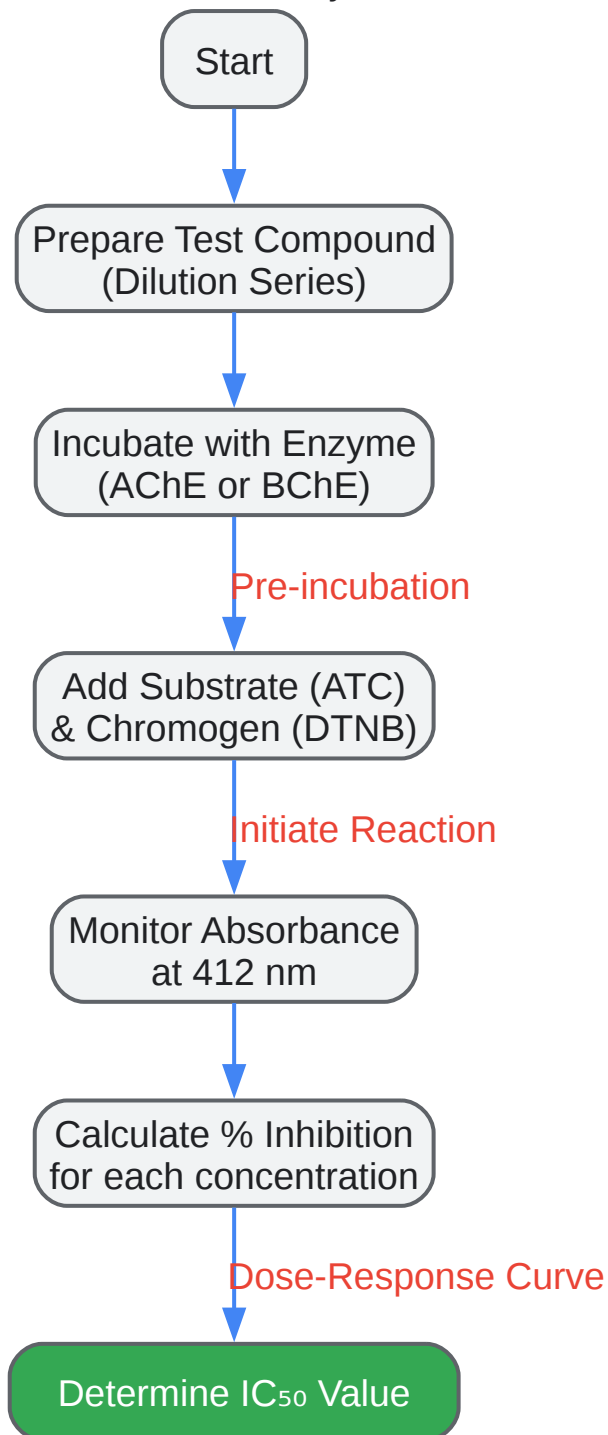 Start
Prepare Test Compound
(Dilution Series)
Incubate with Enzyme
(AChE or BChE)
Pre-incubation
Add Substrate (ATC)
& Chromogen (DTNB)
Initiate Reaction
Monitor Absorbance
at 412 nm
Calculate % Inhibition
for each concentration
Dose-Response Curve
Determine IC₅₀ Value